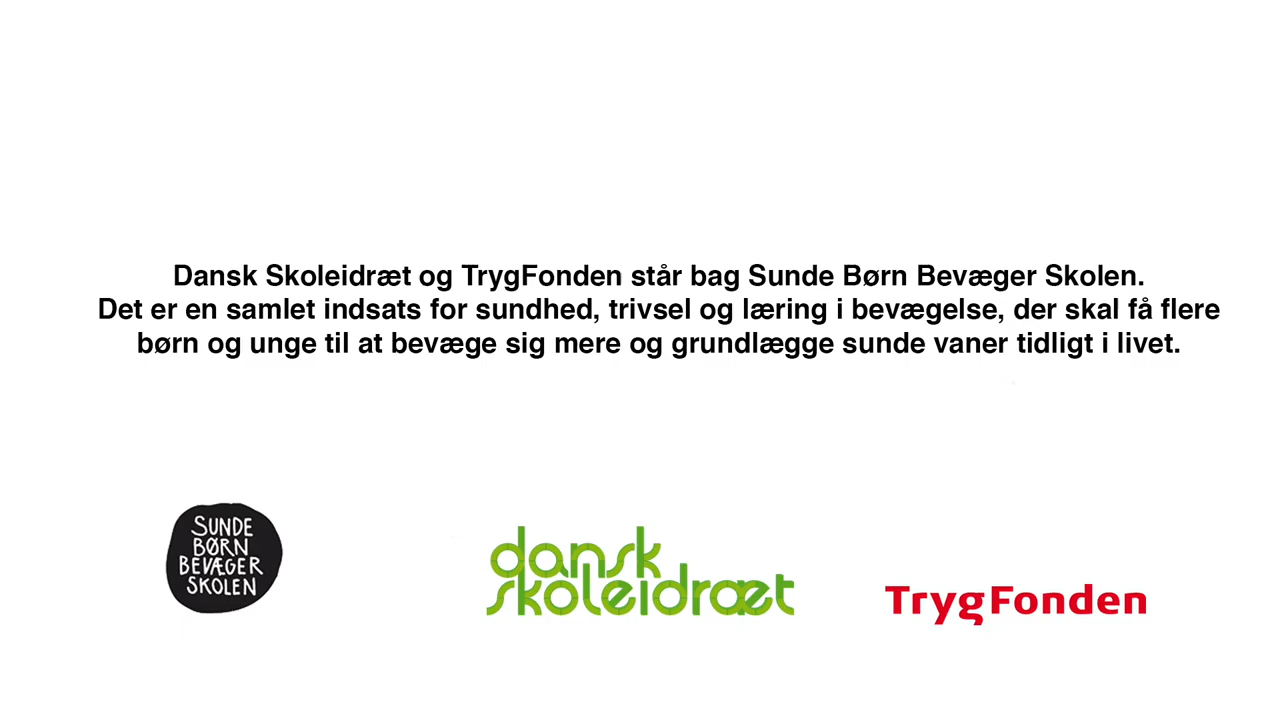 Dansk Skoleidræt og TrygFonden står bag Sunde Børn Bevæger Skolen.
Det er en samlet indsats for sundhed, trivsel og læring i bevægelse, der skal få flere
børn og unge til at bevæge sig mere og grundlægge sunde vaner tidligt i livet.
SUNDE
BØRN
BEVÆGER
SKOLEN
dansk
skoleidræt
TrygFonden